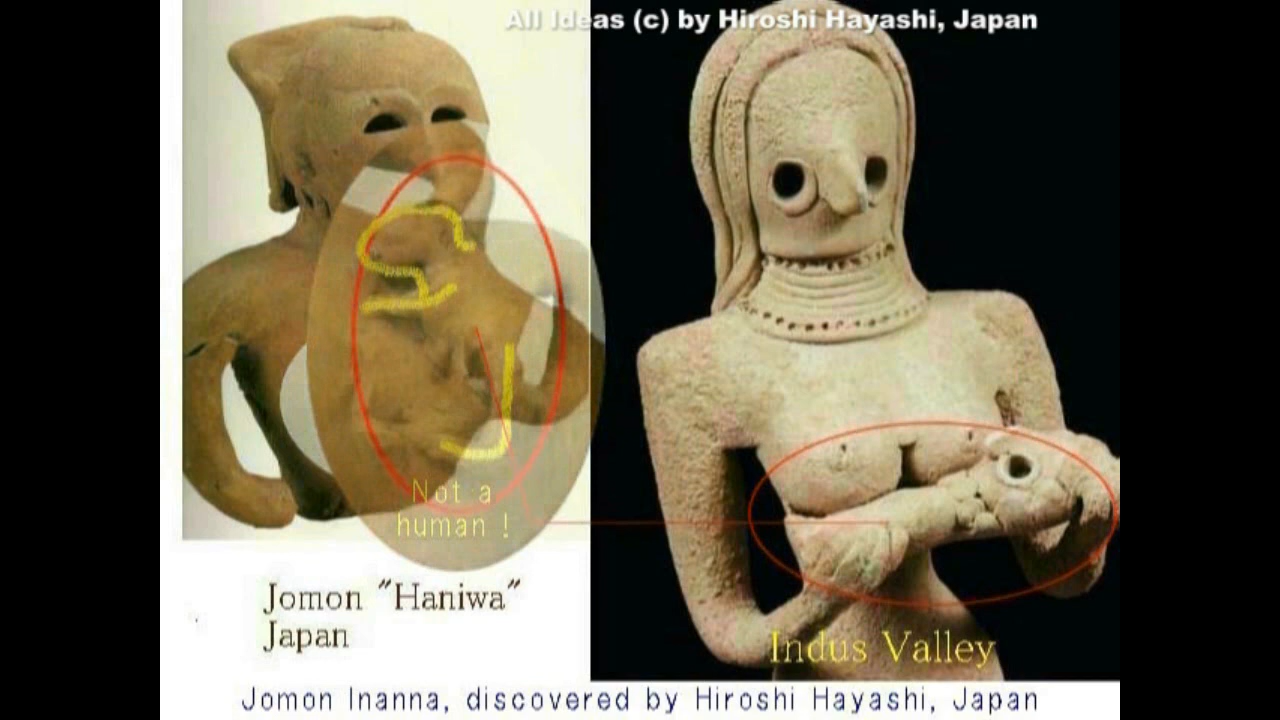 All Ideas (c) by Hiroshi Hayashi, Japan
Not a
human !
Jomon "Haniwa"
Japan
Indus Valley
Jomon Inanna, discovered by Hiroshi Hayashi, Japan